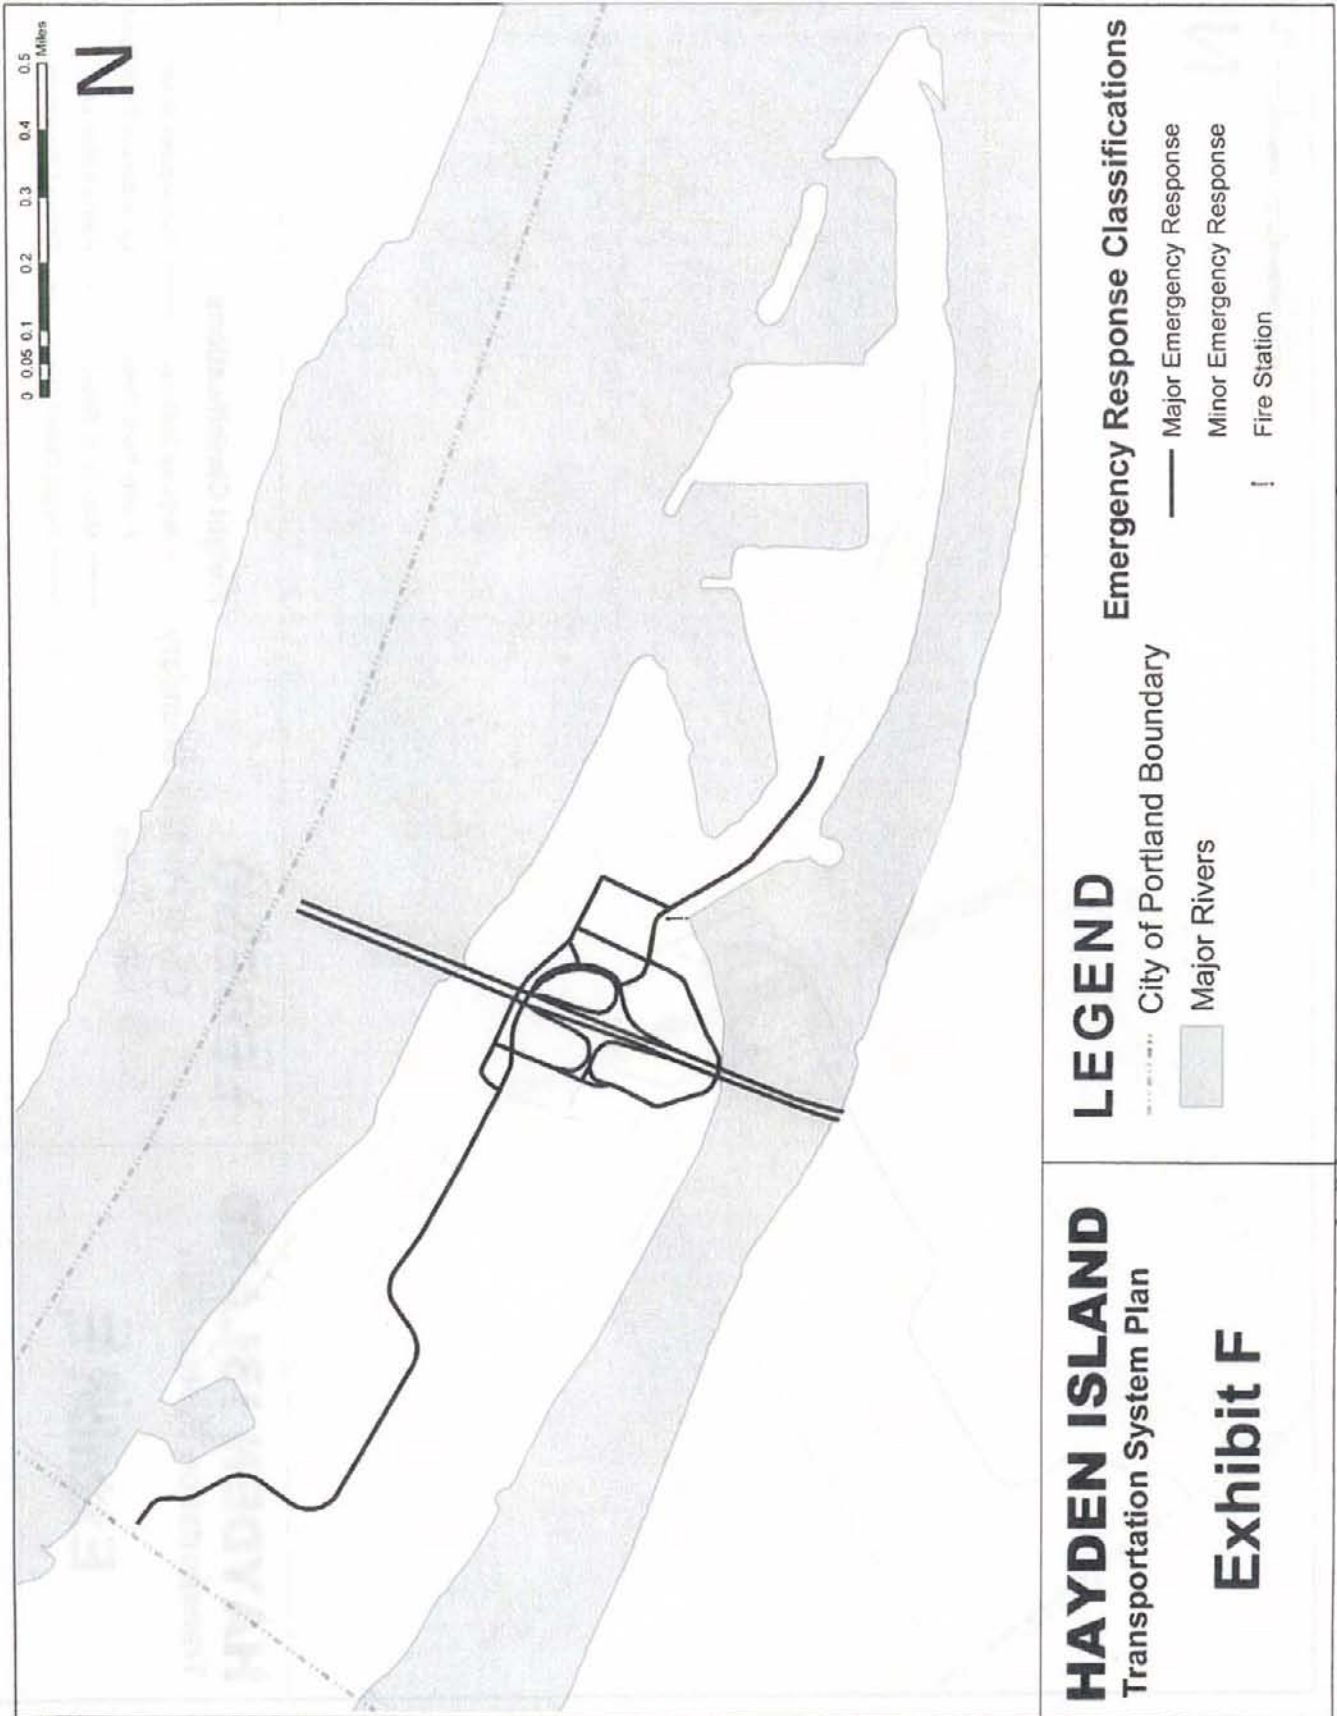 0 0.05 0.1 0.2 0.3 0.4 0.5
Miles
N
HAYDEN ISLAND
Transportation System Plan
Exhibit F
LEGEND
City of Portland Boundary
Major Rivers
Emergency Response Classifications
Major Emergency Response
Minor Emergency Response
! Fire Station